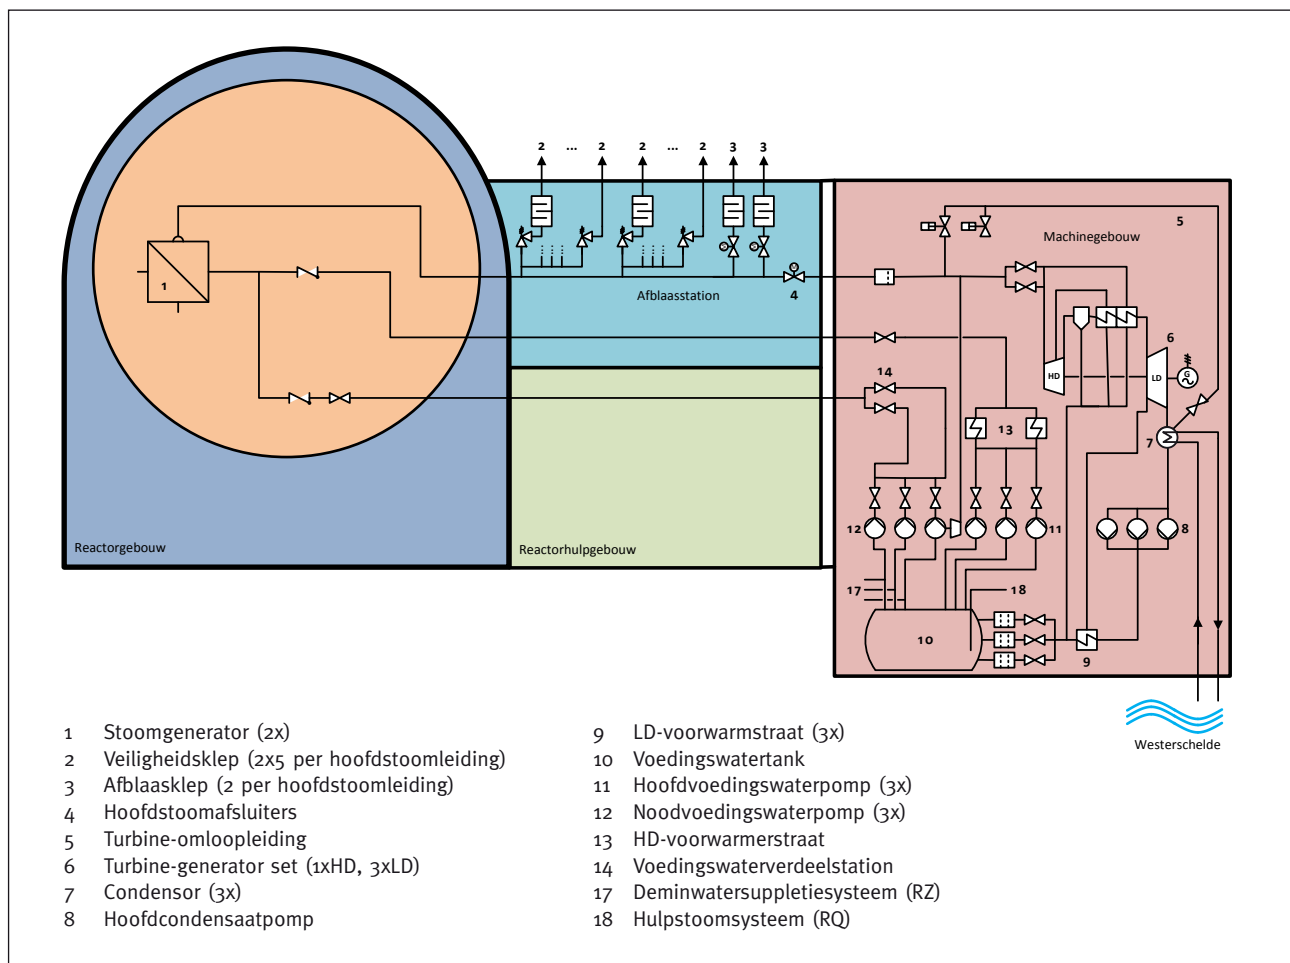 2 ... 2 2 ... 2 3 3
5
Machinegebouw
1
Afblaasstation
4
M
6
14
HD
LD
G
13
7
12
11
8
Reactorgebouw
Reactorhulpgebouw
17
18
10
9
Westerschelde
1 Stoomgenerator (2x)
2 Veiligheidsklep (2x5 per hoofdstoomleiding)
3 Afblaasklep (2 per hoofdstoomleiding)
4 Hoofdstoomafsluiters
5 Turbine-omloopleiding
6 Turbine-generator set (1xHD, 3xLD)
7 Condensor (3x)
8 Hoofdcondensaatpomp
9 LD-voorwarmstraat (3x)
10 Voedingswatertank
11 Hoofdvoedingswaterpomp (3x)
12 Noodvoedingswaterpomp (3x)
13 HD-voorwarmerstraat
14 Voedingswaterverdeelstation
17 Deminwatersuppletiesysteem (RZ)
18 Hulpstoomsysteem (RQ)